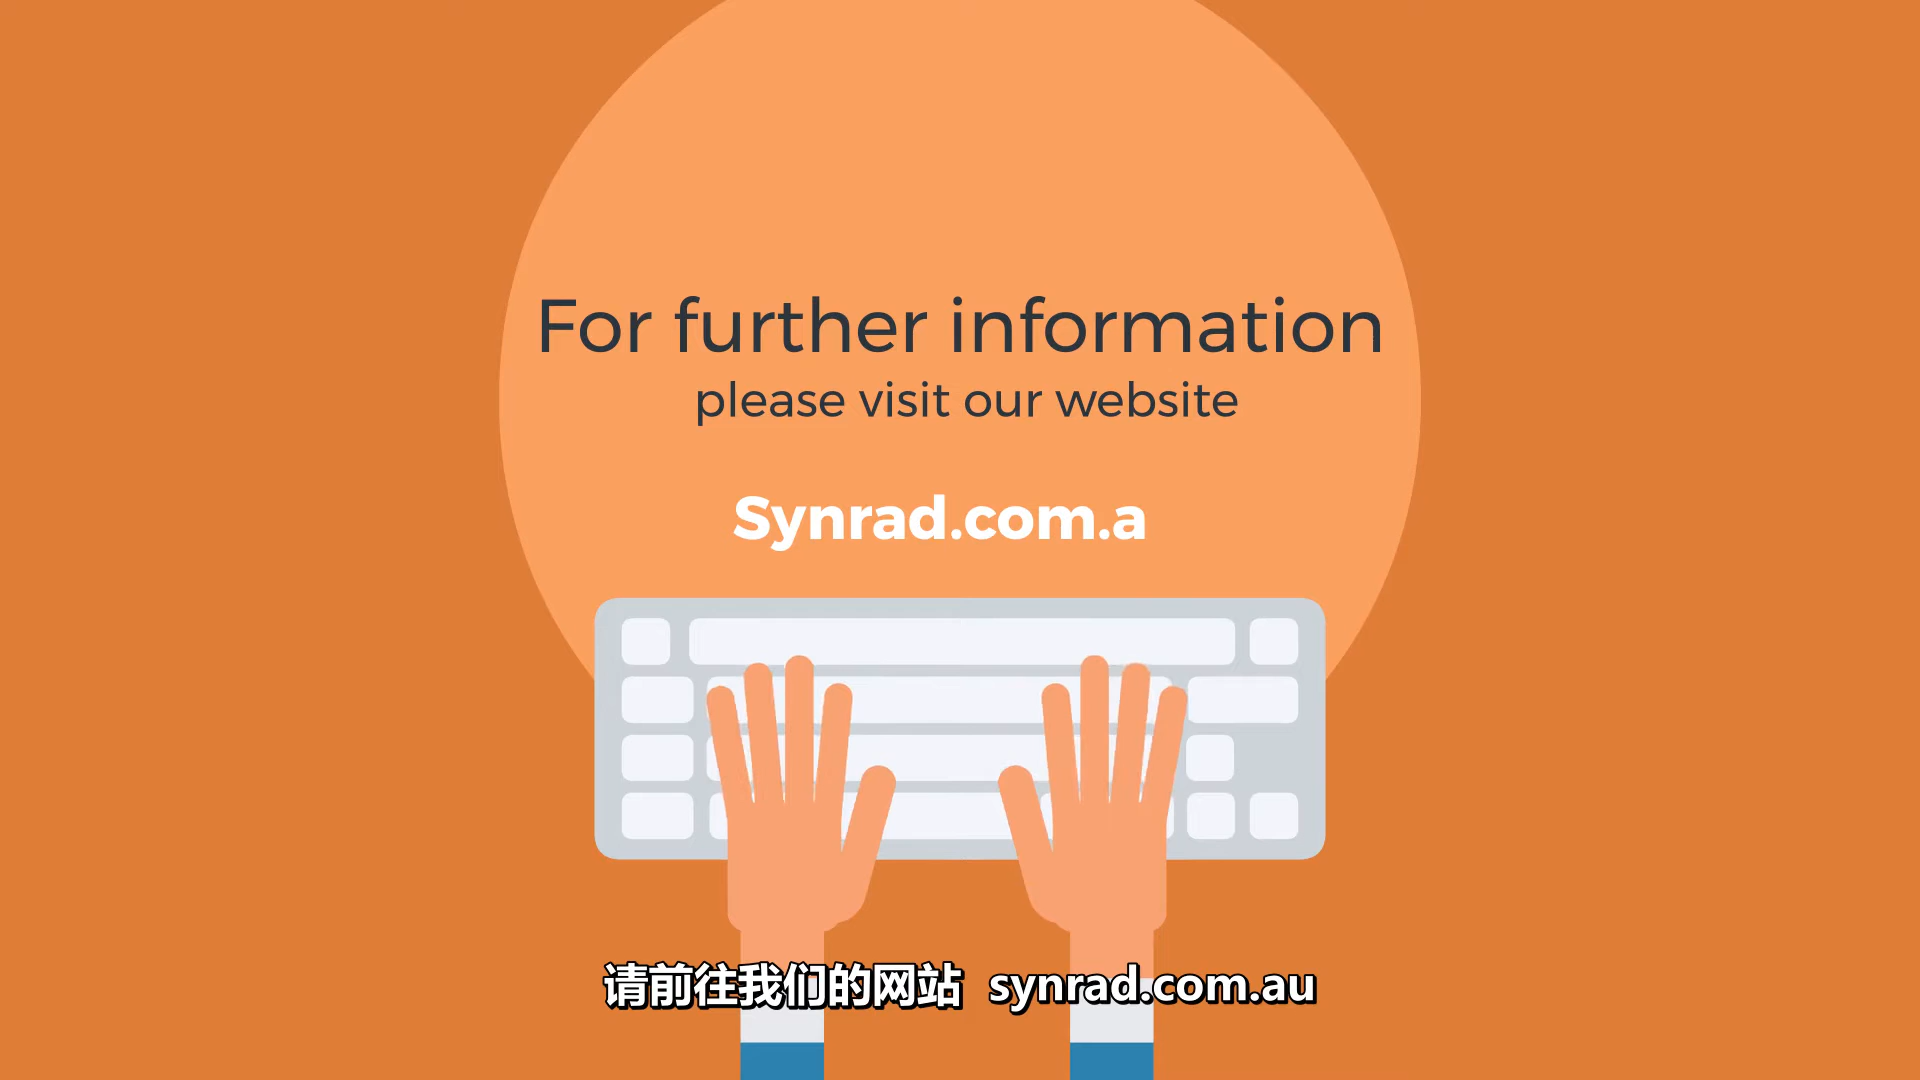 For further information
please visit our website
Synrad.com.a
请前往我们的网站 synrad.com.au